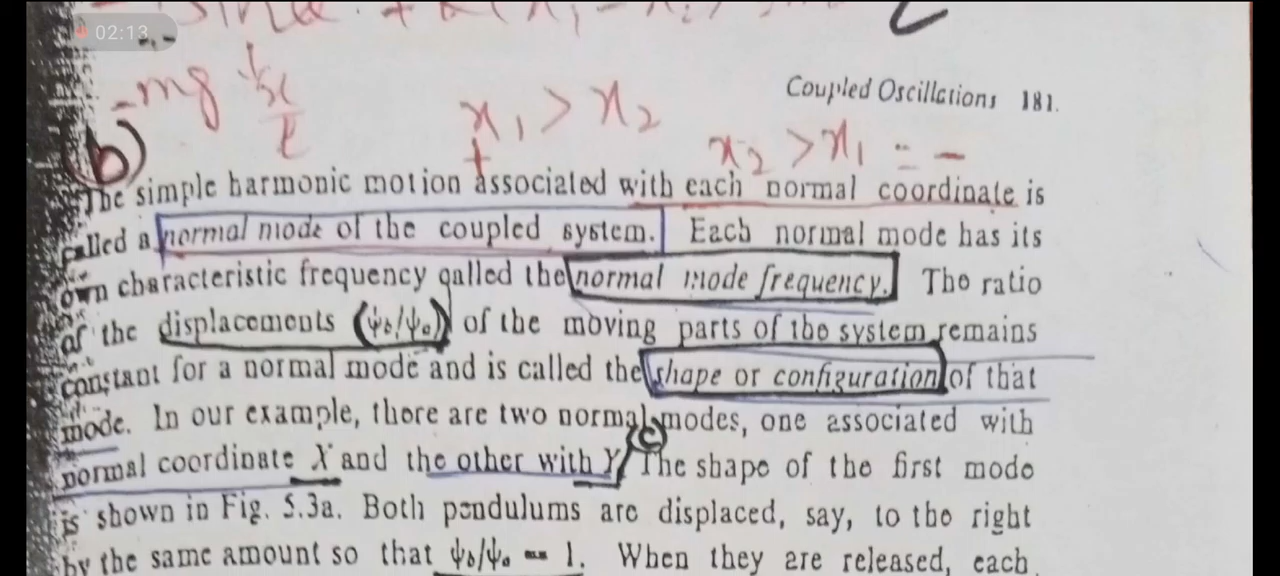 02:13
Coupled Oscillations 181.
-mg x/l
x₁ > x₂
+
x₂ > x₁ = -
(b)
The simple harmonic motion associated with each normal coordinate is
called a normal mode of the coupled system. Each normal mode has its
own characteristic frequency called the normal mode frequency. The ratio
of the displacements (ψb/ψa) of the moving parts of the system remains
constant for a normal mode and is called the shape or configuration of that
mode. In our example, there are two normal modes, one associated with
(c)
normal coordinate X and the other with Y. The shape of the first mode
is shown in Fig. 5.3a. Both pendulums are displaced, say, to the right
by the same amount so that ψb/ψa = 1. When they are released, each